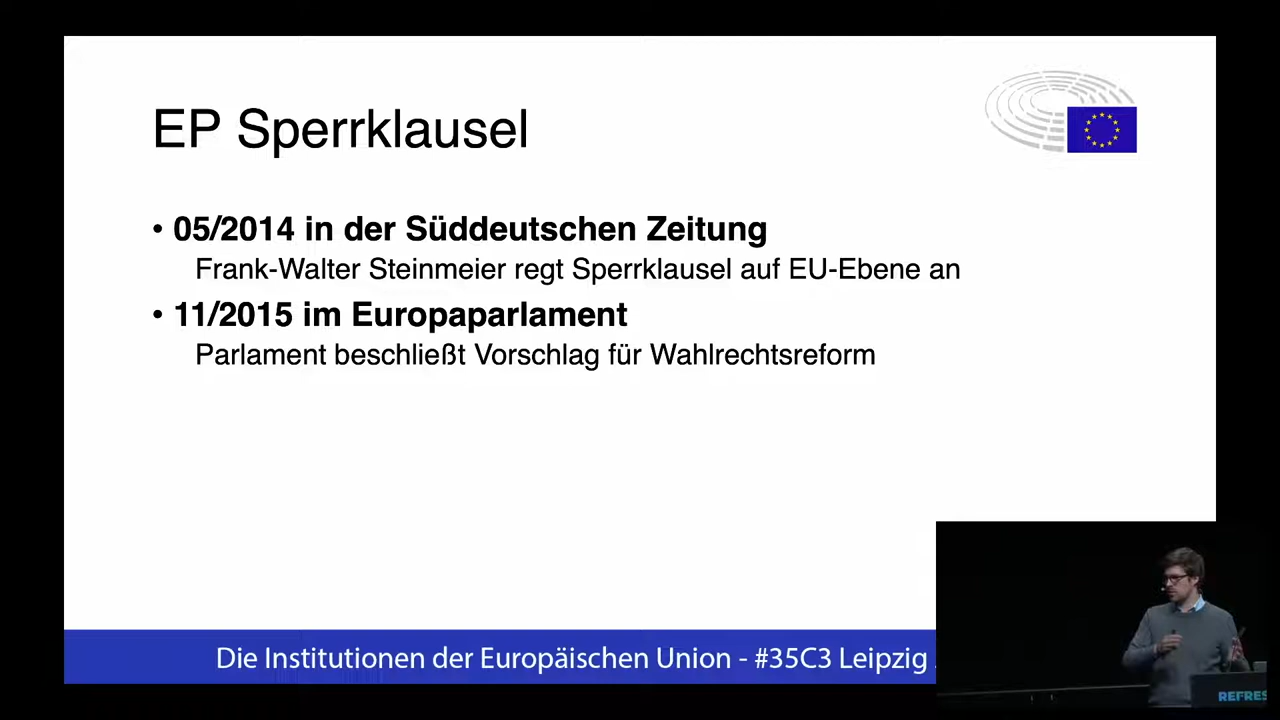 EP Sperrklausel
• 05/2014 in der Süddeutschen Zeitung
Frank-Walter Steinmeier regt Sperrklausel auf EU-Ebene an
• 11/2015 im Europaparlament
Parlament beschließt Vorschlag für Wahlrechtsreform
Die Institutionen der Europäischen Union - #35C3 Leipzig